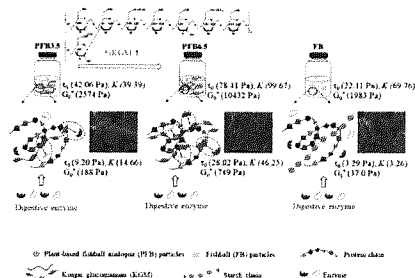 PFB3.5 PFB6.5 FB
τ₀ (42.06 Pa), K (39.39)
G₀* (2574 Pa)
τ₀ (28.41 Pa), K (99.67)
G₀* (10432 Pa)
τ₀ (22.11 Pa), K (69.76)
G₀* (1983 Pa)
τ₀ (9.20 Pa), K (14.66)
G₀* (188 Pa)
τ₀ (28.02 Pa), K (46.25)
G₀* (749 Pa)
τ₀ (3.29 Pa), K (3.26)
G₀* (37.0 Pa)
Digestive enzyme Digestive enzyme Digestive enzyme
Plant-based fishball analogue (PFB) particles Fishball (FB) particles Protein chain
Konjac glucomannan (KGM) Starch chain Enzyme